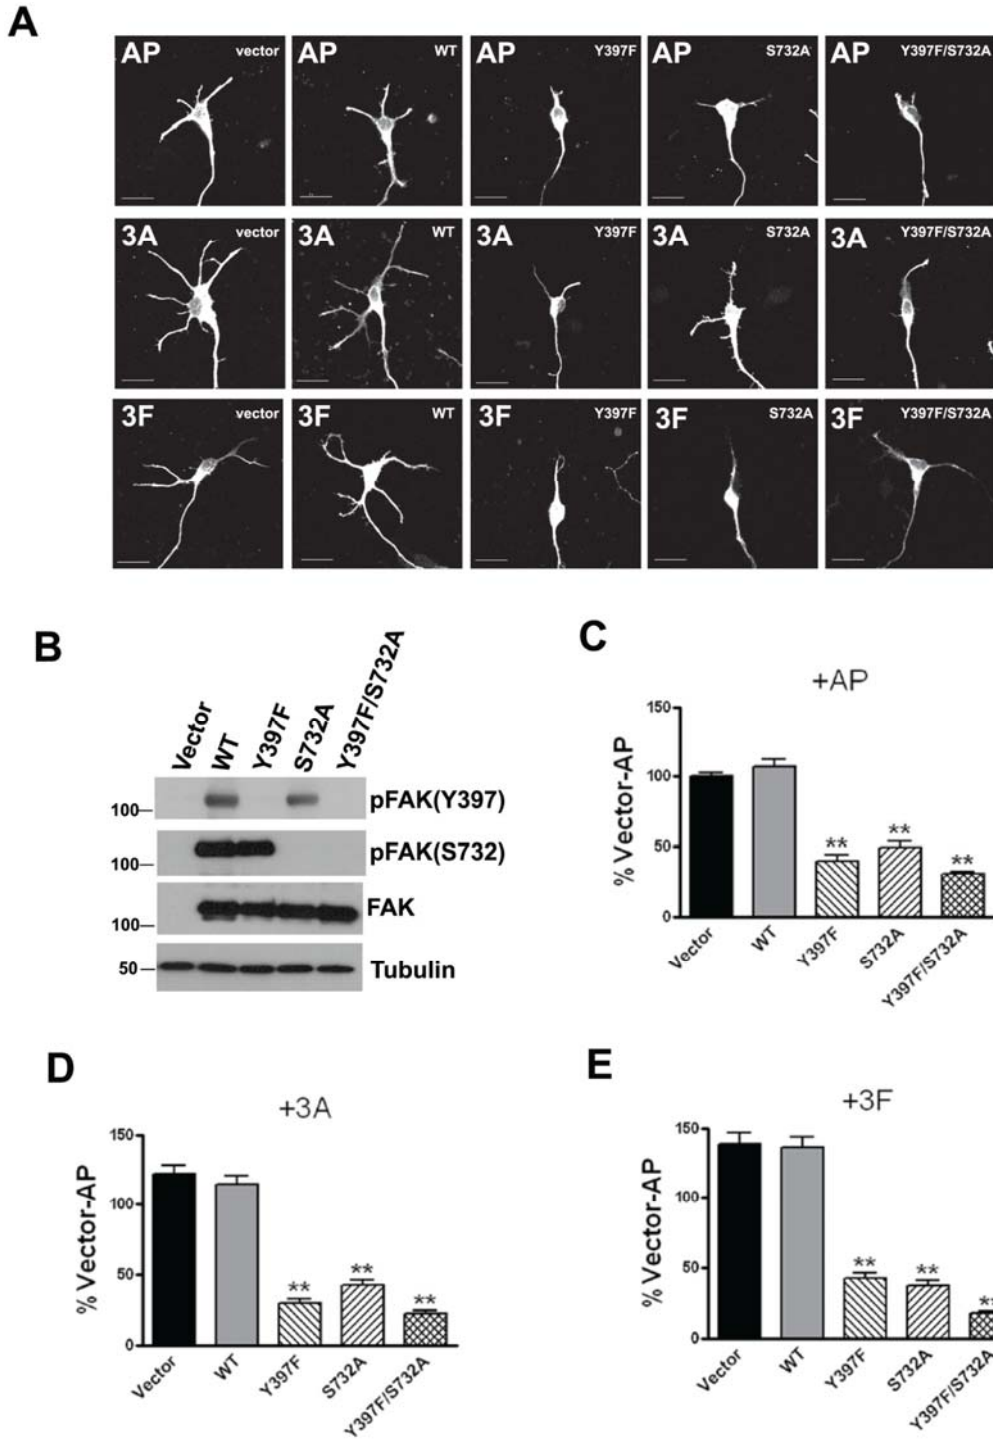 A
AP vector
AP WT
AP Y397F
AP S732A
AP Y397F/S732A
3A vector
3A WT
3A Y397F
3A S732A
3A Y397F/S732A
3F vector
3F WT
3F Y397F
3F S732A
3F Y397F/S732A
B
Vector
WT
Y397F
S732A
Y397F/S732A
100— pFAK(Y397)
100— pFAK(S732)
100— FAK
50— Tubulin
C
+AP
% Vector-AP
150
100
50
0
Vector
WT
Y397F
S732A
Y397F/S732A
**
**
**
D
+3A
% Vector-AP
150
100
50
0
Vector
WT
Y397F
S732A
Y397F/S732A
**
**
**
E
+3F
% Vector-AP
150
100
50
0
Vector
WT
Y397F
S732A
Y397F/S732A
**
**
**